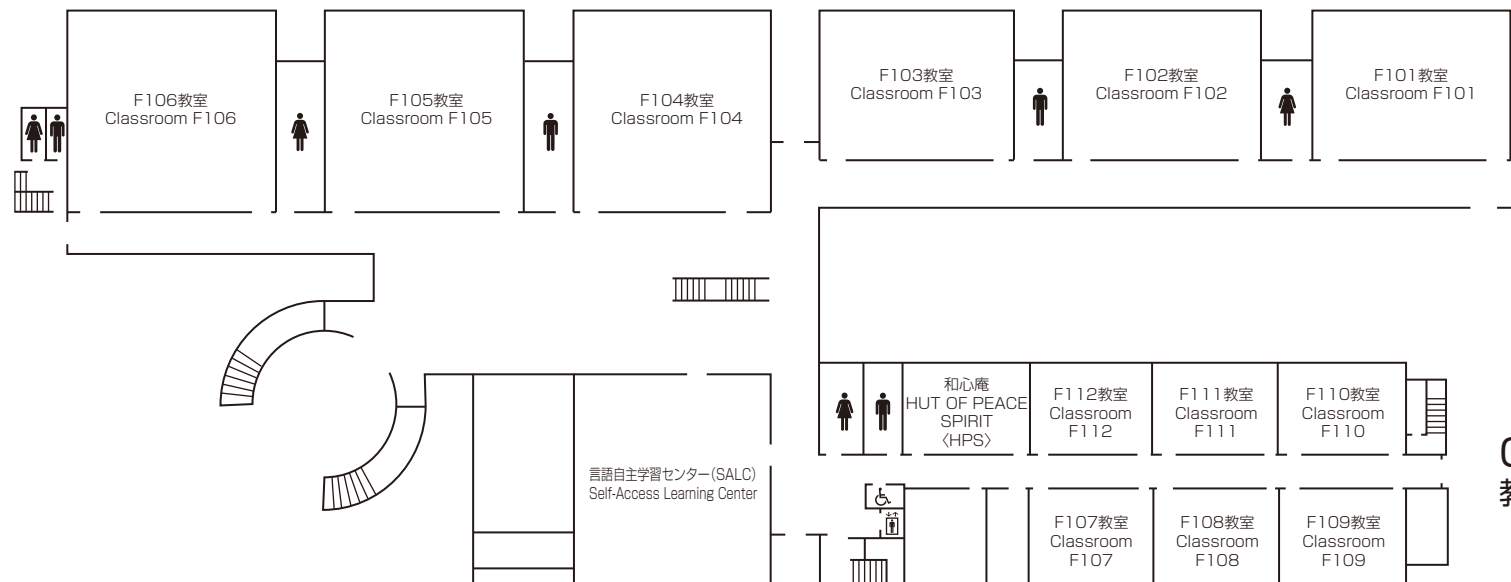 F106教室
Classroom F106
F105教室
Classroom F105
F104教室
Classroom F104
F103教室
Classroom F103
F102教室
Classroom F102
F101教室
Classroom F101
和心庵
HUT OF PEACE
SPIRIT
〈HPS〉
F112教室
Classroom
F112
F111教室
Classroom
F111
F110教室
Classroom
F110
言語自主学習センター(SALC)
Self-Access Learning Center
F107教室
Classroom
F107
F108教室
Classroom
F108
F109教室
Classroom
F109